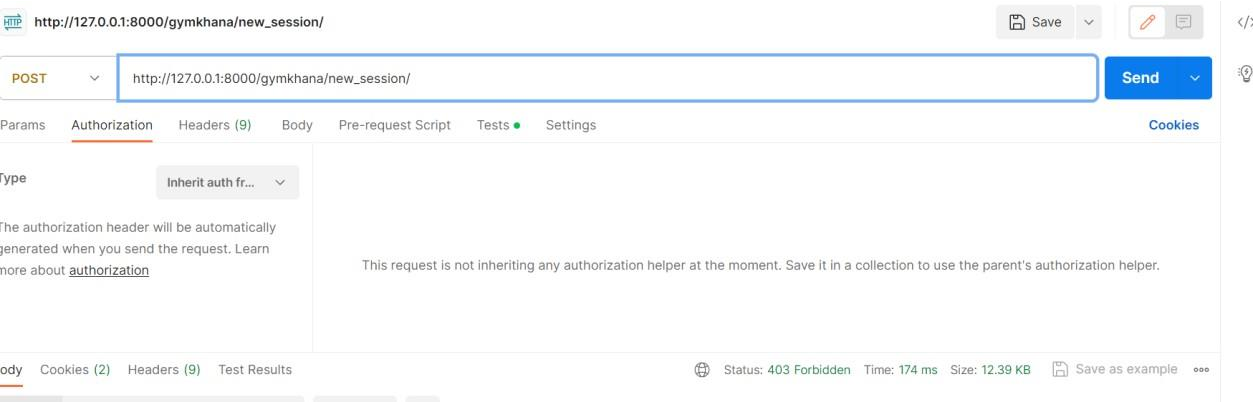 HTTP http://127.0.0.1:8000/gymkhana/new_session/ Save
POST http://127.0.0.1:8000/gymkhana/new_session/ Send
Params Authorization Headers (9) Body Pre-request Script Tests Settings Cookies
Type Inherit auth fr...
The authorization header will be automatically
generated when you send the request. Learn
more about authorization
This request is not inheriting any authorization helper at the moment. Save it in a collection to use the parent's authorization helper.
ody Cookies (2) Headers (9) Test Results Status: 403 Forbidden Time: 174 ms Size: 12.39 KB Save as example